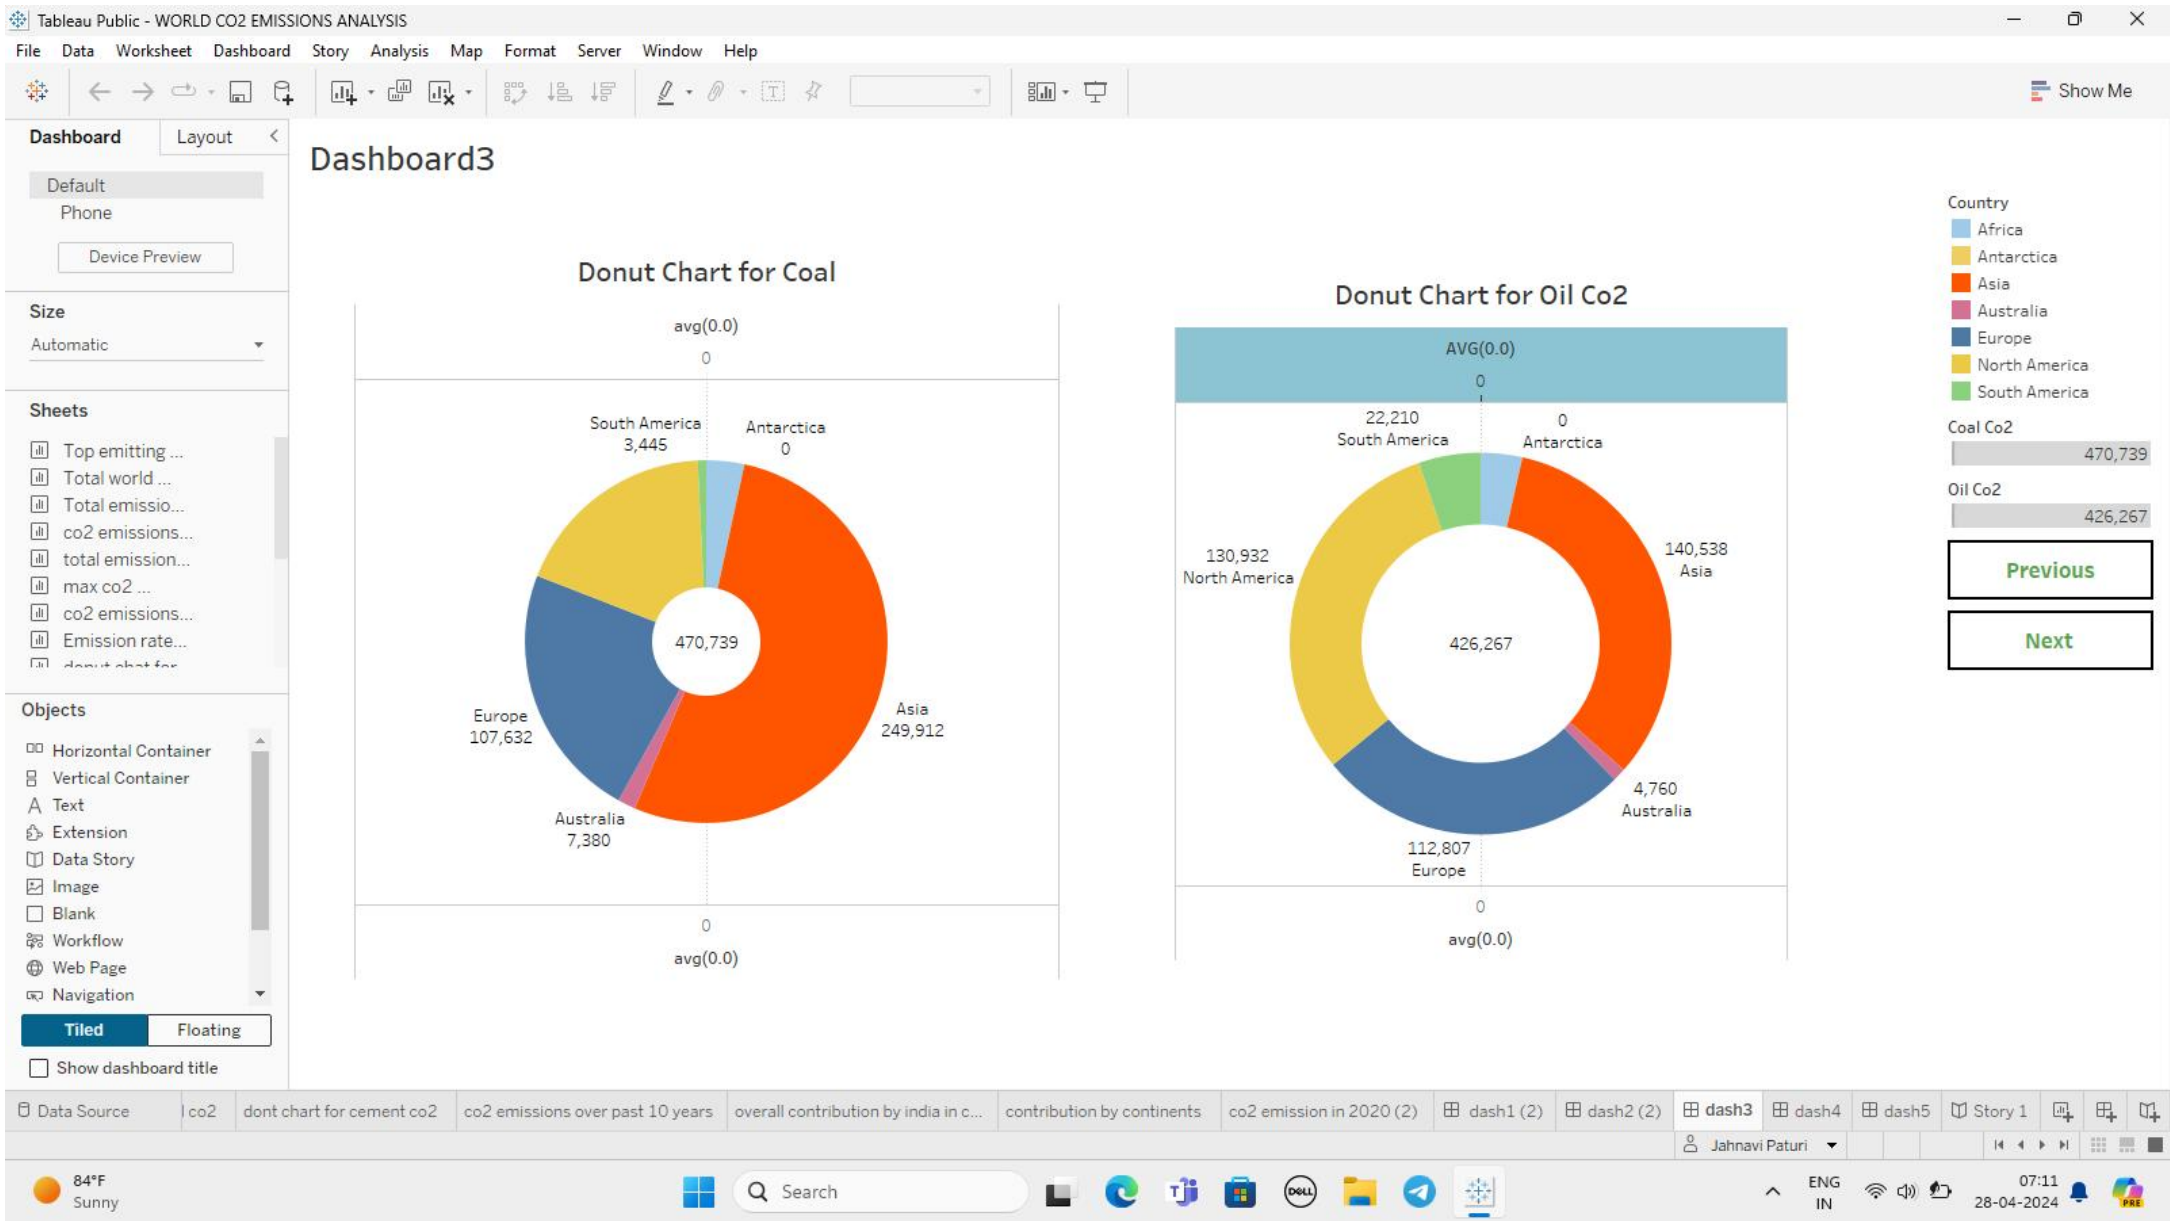 Tableau Public - WORLD CO2 EMISSIONS ANALYSIS
File Data Worksheet Dashboard Story Analysis Map Format Server Window Help
Show Me
Dashboard Layout
Default
Phone
Device Preview
Size
Automatic
Sheets
Top emitting ...
Total world ...
Total emissio...
co2 emissions...
total emission...
max co2 ...
co2 emissions...
Emission rate...
donut chat for
Objects
Horizontal Container
Vertical Container
Text
Extension
Data Story
Image
Blank
Workflow
Web Page
Navigation
Tiled Floating
Show dashboard title
Dashboard3
Donut Chart for Coal
avg(0.0)
0
South America
3,445
Antarctica
0
470,739
Europe
107,632
Asia
249,912
Australia
7,380
0
avg(0.0)
Donut Chart for Oil Co2
AVG(0.0)
0
22,210
South America
0
Antarctica
130,932
North America
140,538
Asia
426,267
4,760
Australia
112,807
Europe
0
avg(0.0)
Country
Africa
Antarctica
Asia
Australia
Europe
North America
South America
Coal Co2
470,739
Oil Co2
426,267
Previous
Next
Data Source l co2 dont chart for cement co2 co2 emissions over past 10 years overall contribution by india in c... contribution by continents co2 emission in 2020 (2) dash1 (2) dash2 (2) dash3 dash4 dash5 Story 1
Jahnavi Paturi
84°F
Sunny
Search
DELL
ENG
IN
07:11
28-04-2024
PRE